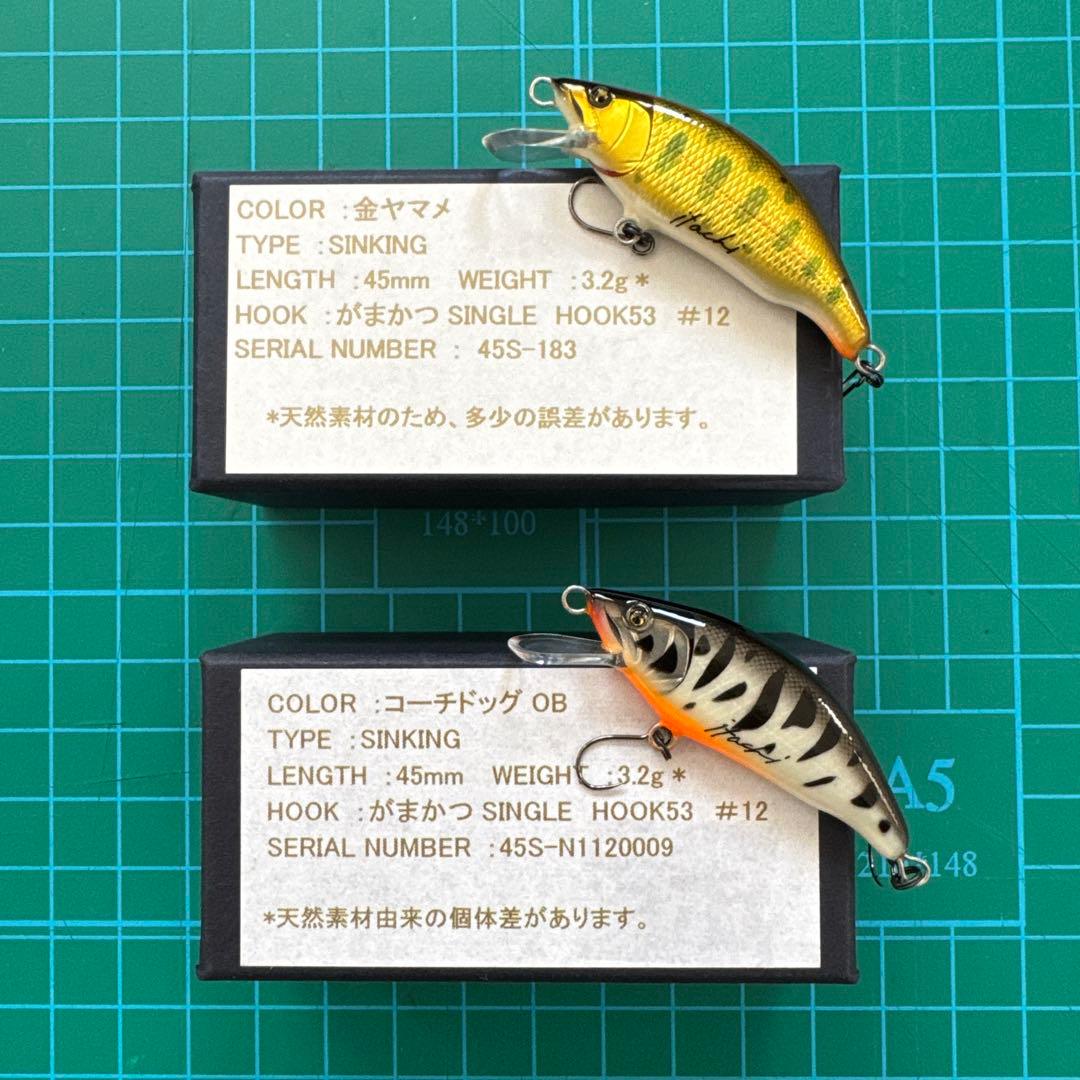 COLOR :金ヤマメ
TYPE :SINKING
LENGTH :45mm WEIGHT :3.2g *
HOOK :がまかつ SINGLE HOOK53 #12
SERIAL NUMBER : 45S-183
*天然素材のため、多少の誤差があります。
itachi
148*100
COLOR :コーチドッグ OB
TYPE :SINKING
LENGTH :45mm WEIGHT :3.2g *
HOOK :がまかつ SINGLE HOOK53 #12
SERIAL NUMBER :45S-N1120009
*天然素材由来の個体差があります。
itachi
A5
148